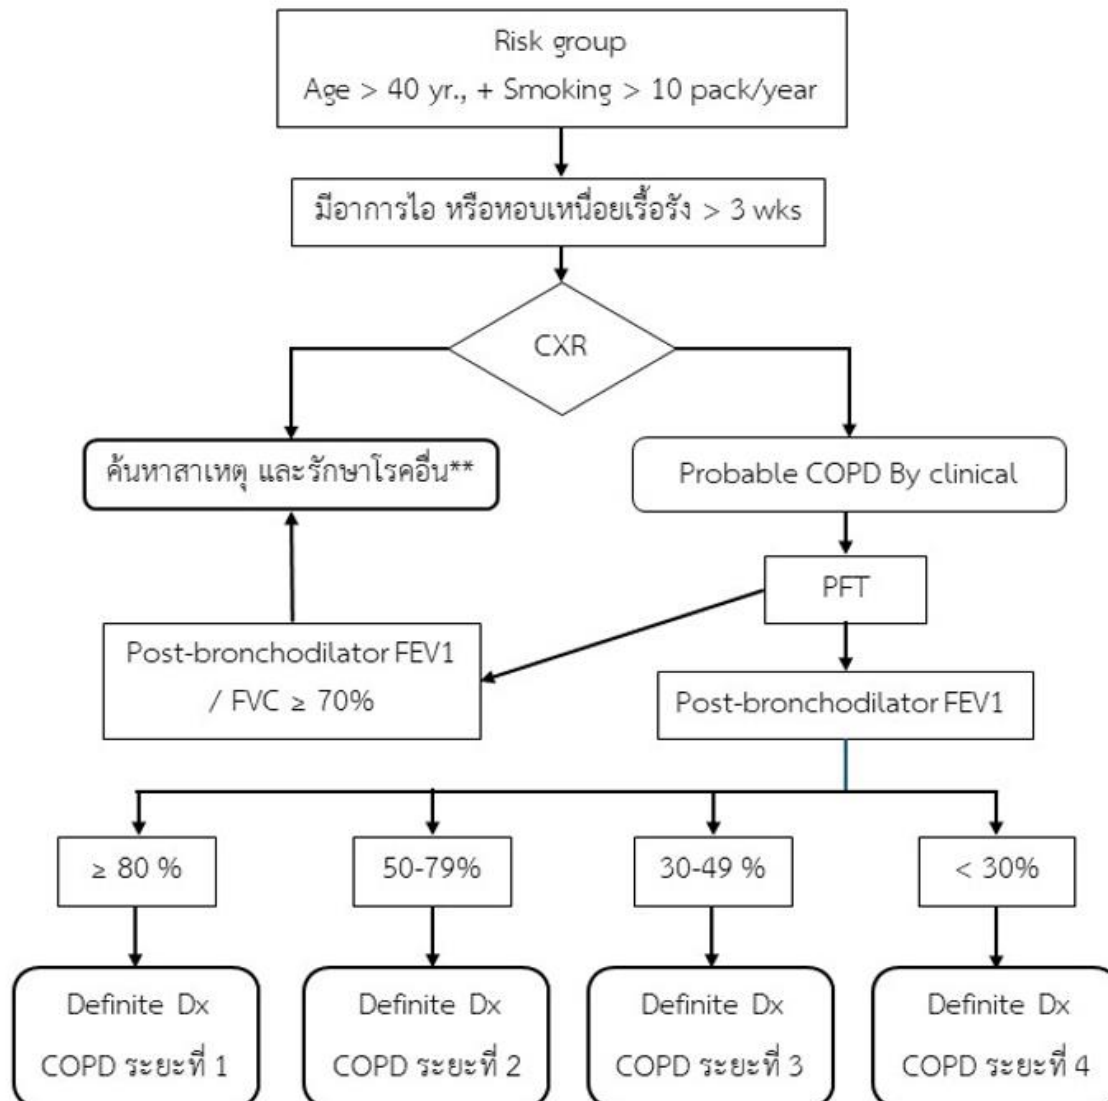 Risk group
Age > 40 yr., + Smoking > 10 pack/year
มีอาการไอ หรือหอบเหนื่อยเรื้อรัง > 3 wks
CXR
ค้นหาสาเหตุ และรักษาโรคอื่น**
Probable COPD By clinical
PFT
Post-bronchodilator FEV1
/ FVC ≥ 70%
Post-bronchodilator FEV1
≥ 80 %
50-79%
30-49 %
< 30%
Definite Dx
COPD ระยะที่ 1
Definite Dx
COPD ระยะที่ 2
Definite Dx
COPD ระยะที่ 3
Definite Dx
COPD ระยะที่ 4